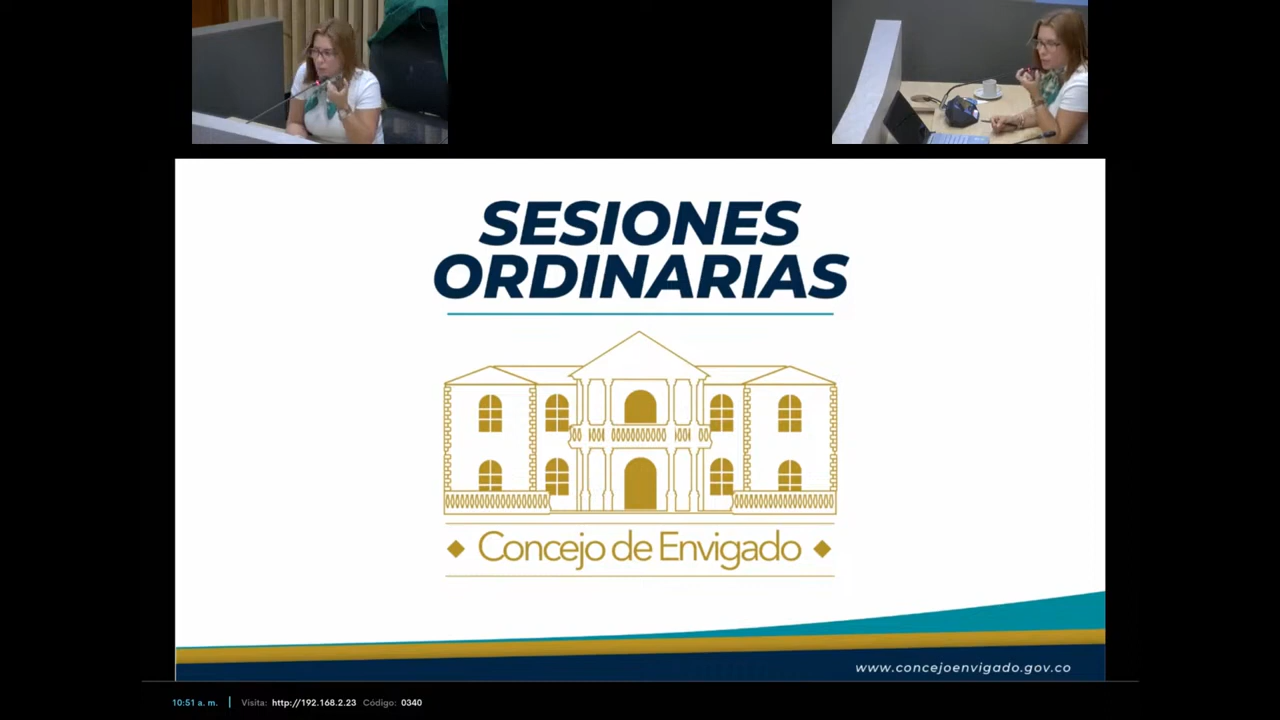 SESIONES
ORDINARIAS
Concejo de Envigado
www.concejoenvigado.gov.co
10:51 a. m. Visita: http://192.168.2.23 Código: 0340